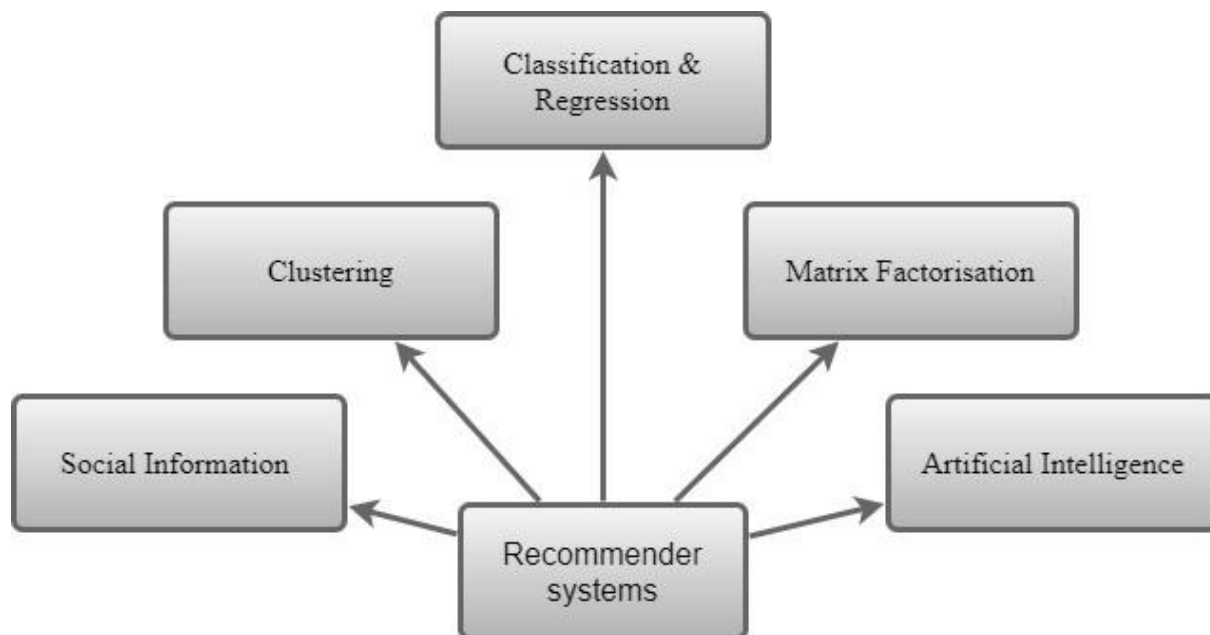 Classification &
Regression
Clustering
Matrix Factorisation
Social Information
Artificial Intelligence
Recommender
systems